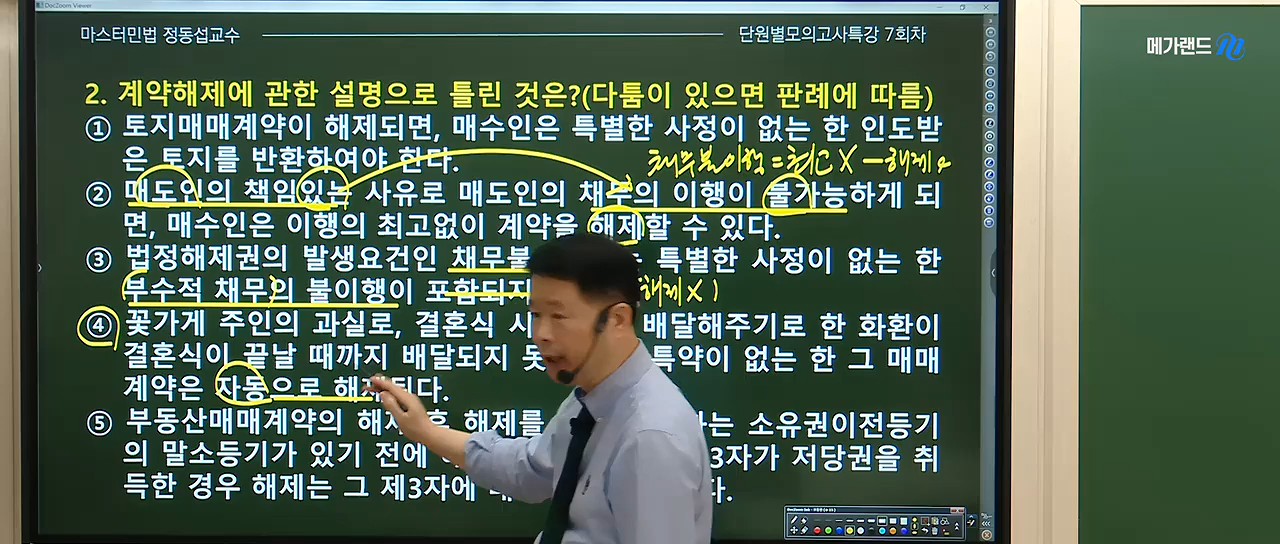 DocZoom Viewer
마스터민법 정동섭교수
단원별모의고사특강 7회차
메가랜드
2. 계약해제에 관한 설명으로 틀린 것은?(다툼이 있으면 판례에 따름)
① 토지매매계약이 해제되면, 매수인은 특별한 사정이 없는 한 인도받
은 토지를 반환하여야 한다.
채무불이행 = 최고 X - 해제
② 매도인의 책임있는 사유로 매도인의 채무의 이행이 불가능하게 되
면, 매수인은 이행의 최고없이 계약을 해제할 수 있다.
③ 법정해제권의 발생요건인 채무불 특별한 사정이 없는 한
부수적 채무의 불이행이 포함되지 해제 X
④ 꽃가게 주인의 과실로, 결혼식 시 배달해주기로 한 화환이
결혼식이 끝날 때까지 배달되지 못 특약이 없는 한 그 매매
계약은 자동으로 해제된다.
⑤ 부동산매매계약의 해제 후 해제를 는 소유권이전등기
의 말소등기가 있기 전에 3자가 저당권을 취
득한 경우 해제는 그 제3자에 다.